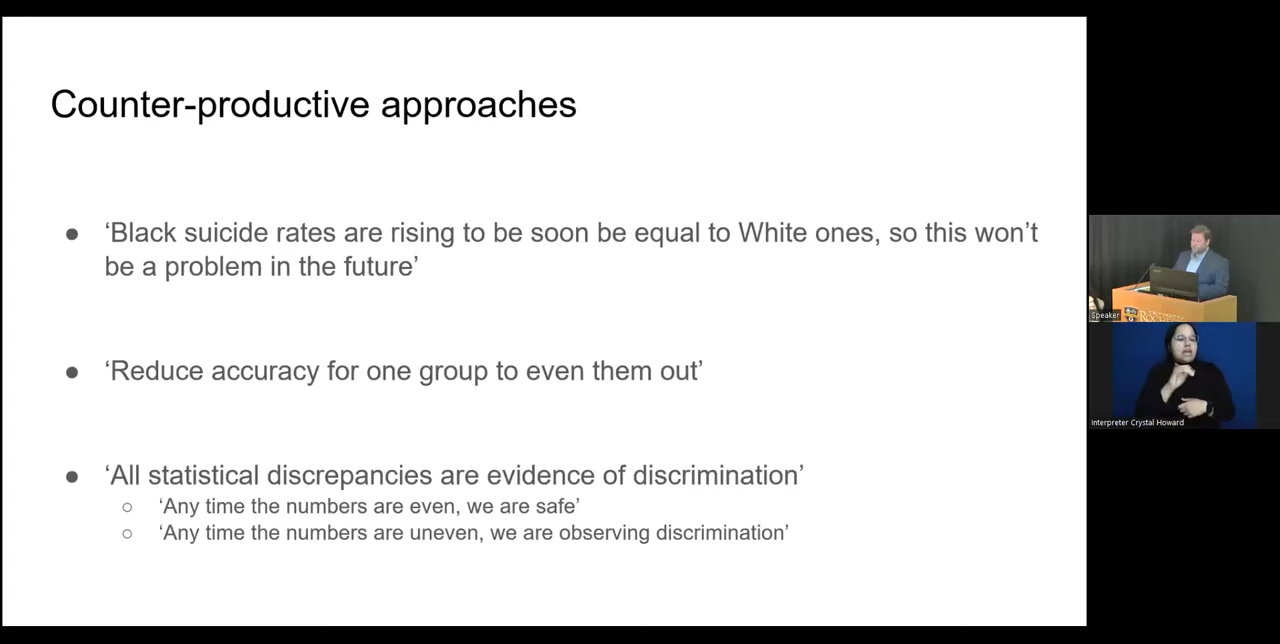 Counter-productive approaches
● ‘Black suicide rates are rising to be soon be equal to White ones, so this won’t
be a problem in the future’
● ‘Reduce accuracy for one group to even them out’
● ‘All statistical discrepancies are evidence of discrimination’
○ ‘Any time the numbers are even, we are safe’
○ ‘Any time the numbers are uneven, we are observing discrimination’
Speaker
Interpreter Crystal Howard